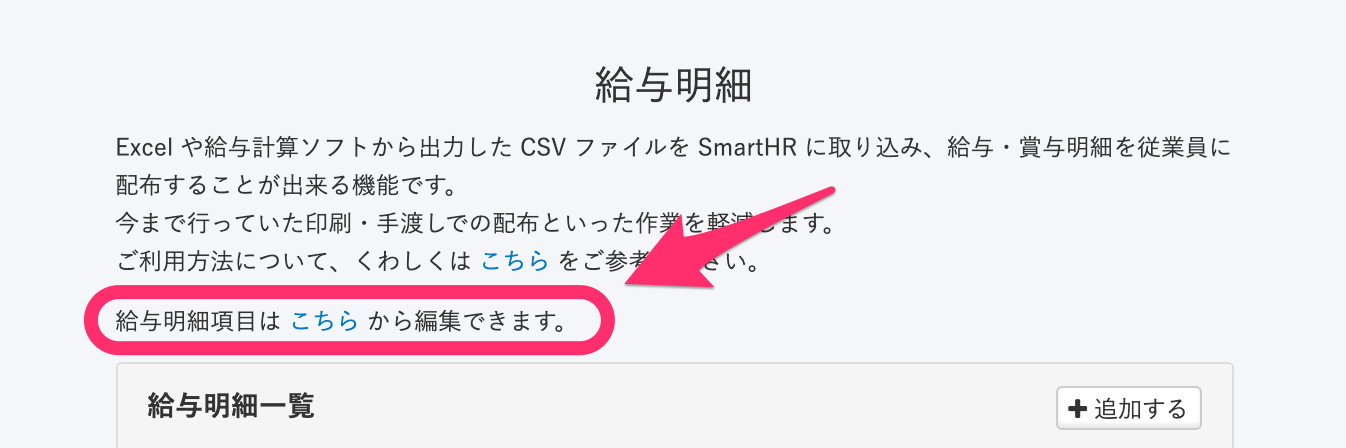 給与明細
Excel や給与計算ソフトから出力した CSV ファイルを SmartHR に取り込み、給与・賞与明細を従業員に
配布することが出来る機能です。
今まで行っていた印刷・手渡しでの配布といった作業を軽減します。
ご利用方法について、くわしくは こちら をご参考ください。
給与明細項目は こちら から編集できます。
給与明細一覧
+ 追加する